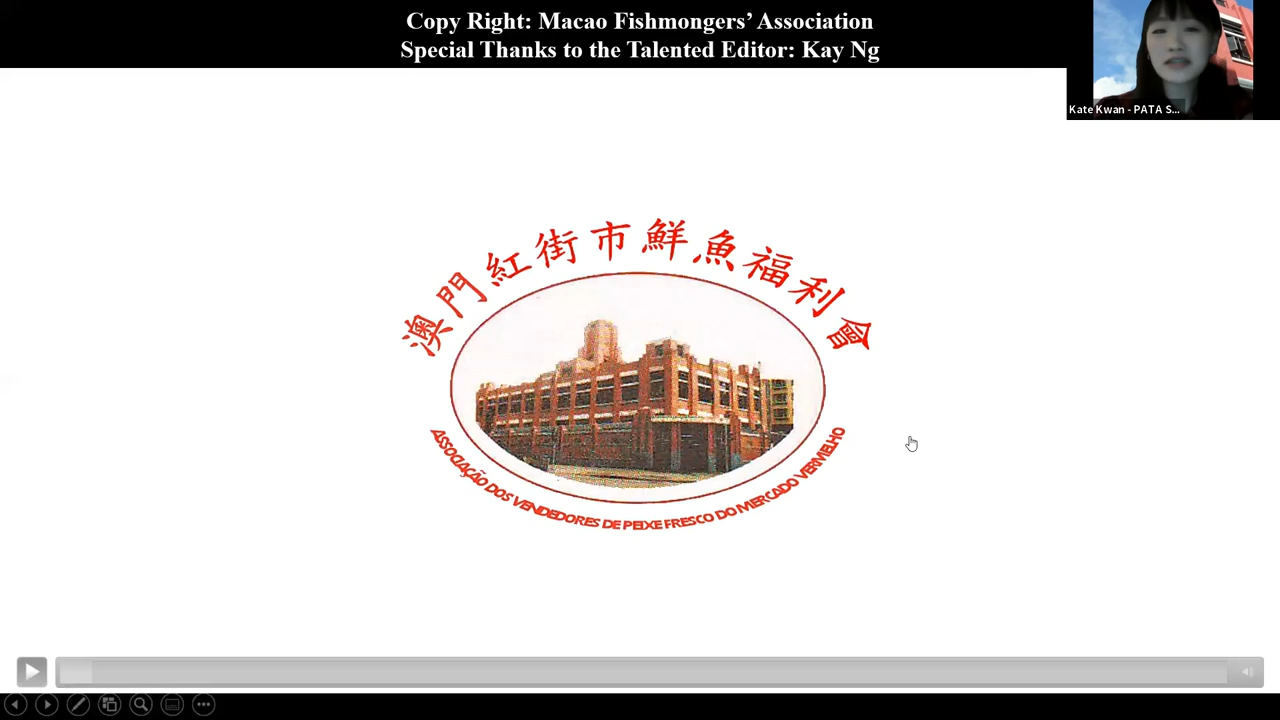 Copy Right: Macao Fishmongers’ Association
Special Thanks to the Talented Editor: Kay Ng
Kate Kwan - PATA S...
澳門紅街市鮮魚福利會
ASSOCIAÇÃO DOS VENDEDORES DE PEIXE FRESCO DO MERCADO VERMELHO